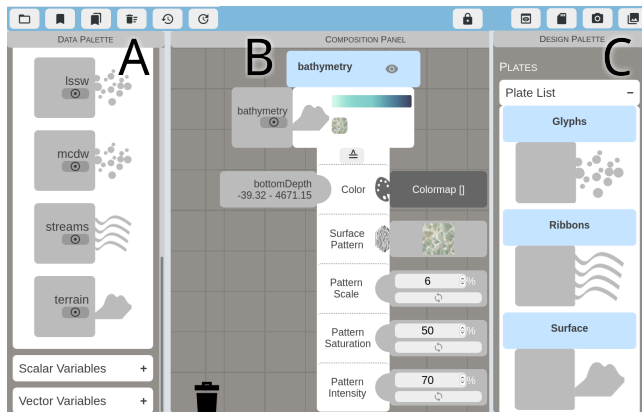 DATA PALETTE
A
lssw
mcdw
streams
terrain
Scalar Variables +
Vector Variables +
COMPOSITION PANEL
B
bathymetry
bathymetry
bottomDepth
-39.32 - 4671.15
Color
Colormap []
Surface
Pattern
Pattern
Scale
6 %
Pattern
Saturation
50 %
Pattern
Intensity
70 %
DESIGN PALETTE
C
PLATES
Plate List −
Glyphs
Ribbons
Surface